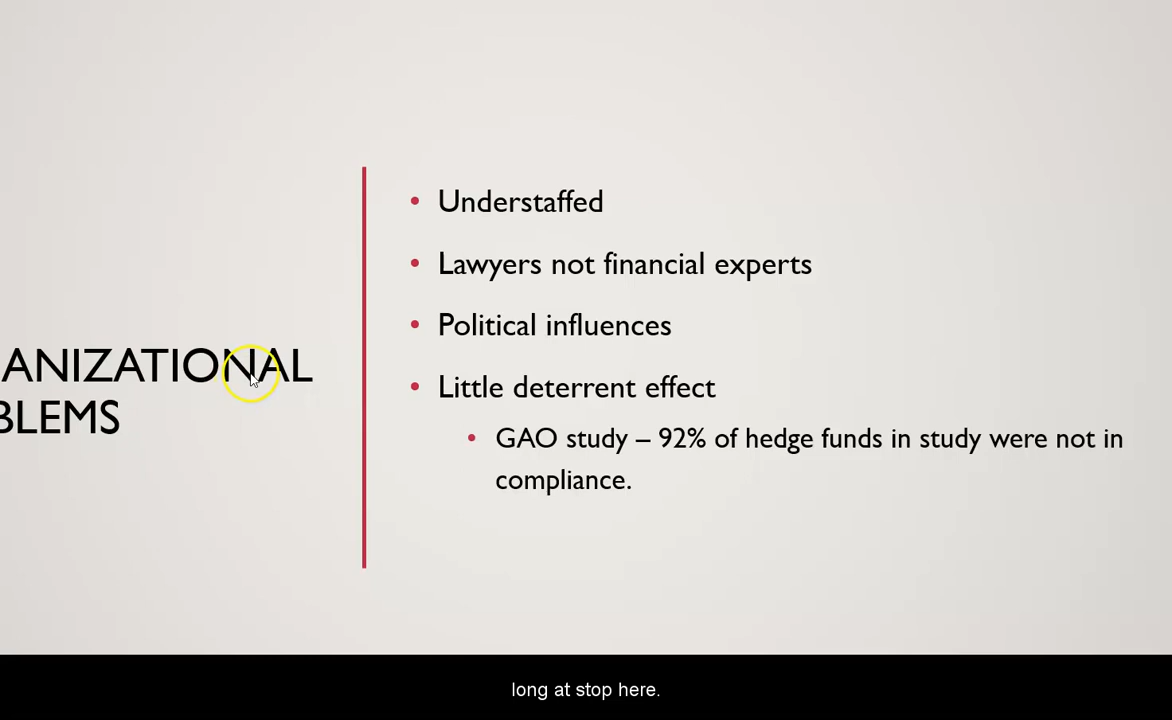 ANIZATIONAL
BLEMS
• Understaffed
• Lawyers not financial experts
• Political influences
• Little deterrent effect
• GAO study – 92% of hedge funds in study were not in
compliance.
long at stop here.